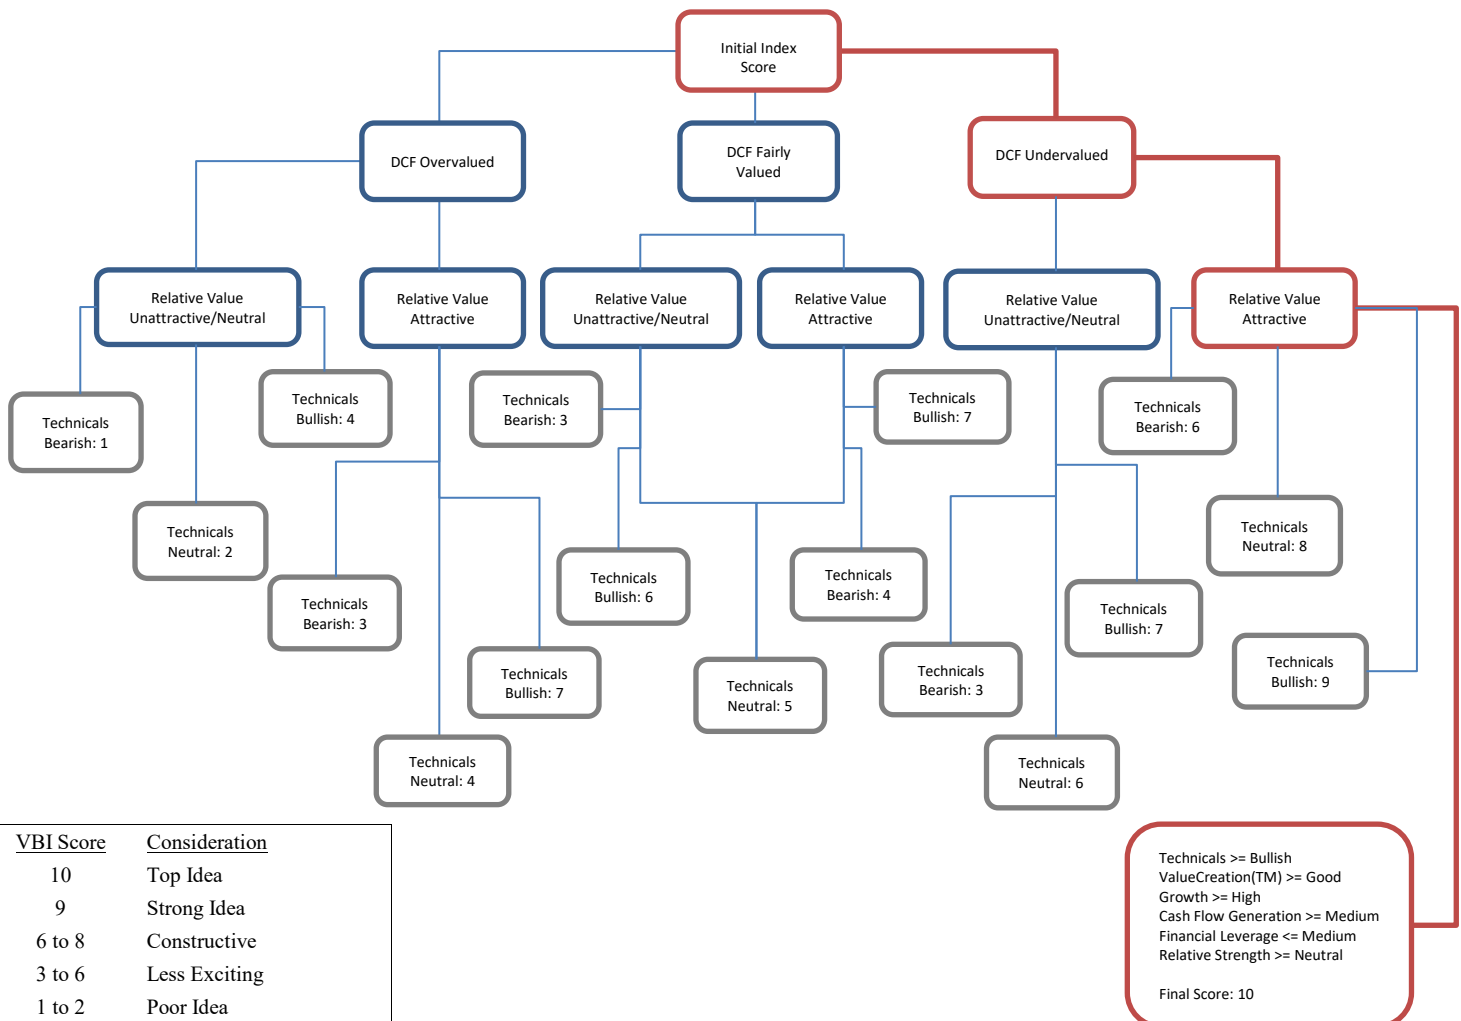 Initial Index
Score
DCF Overvalued
DCF Fairly
Valued
DCF Undervalued
Relative Value
Unattractive/Neutral
Relative Value
Attractive
Relative Value
Unattractive/Neutral
Relative Value
Attractive
Relative Value
Unattractive/Neutral
Relative Value
Attractive
Technicals
Bearish: 1
Technicals
Bullish: 4
Technicals
Bearish: 3
Technicals
Bullish: 7
Technicals
Bearish: 6
Technicals
Neutral: 2
Technicals
Neutral: 8
Technicals
Bearish: 3
Technicals
Bullish: 6
Technicals
Bearish: 4
Technicals
Bullish: 7
Technicals
Bullish: 7
Technicals
Neutral: 5
Technicals
Bearish: 3
Technicals
Bullish: 9
Technicals
Neutral: 4
Technicals
Neutral: 6
VBI Score Consideration
10 Top Idea
9 Strong Idea
6 to 8 Constructive
3 to 6 Less Exciting
1 to 2 Poor Idea
Technicals >= Bullish
ValueCreation(TM) >= Good
Growth >= High
Cash Flow Generation >= Medium
Financial Leverage <= Medium
Relative Strength >= Neutral
Final Score: 10